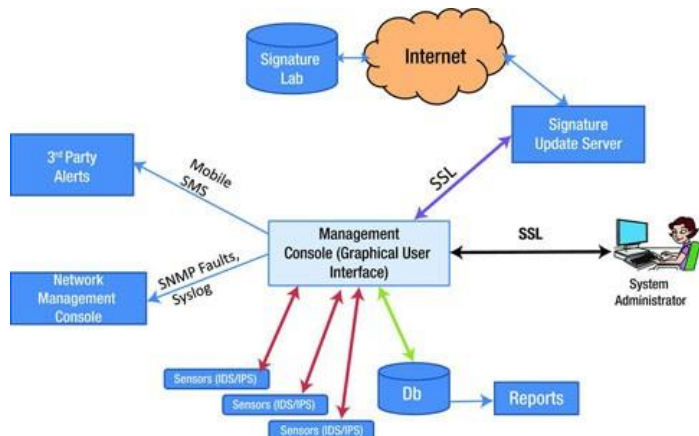 Signature
Lab
Internet
Signature
Update Server
3rd Party
Alerts
Mobile
SMS
SSL
Management
Console (Graphical User
Interface)
SSL
System
Administrator
Network
Management
Console
SNMP Faults,
Syslog
Sensors (IDS/IPS)
Sensors (IDS/IPS)
Sensors (IDS/IPS)
Db
Reports